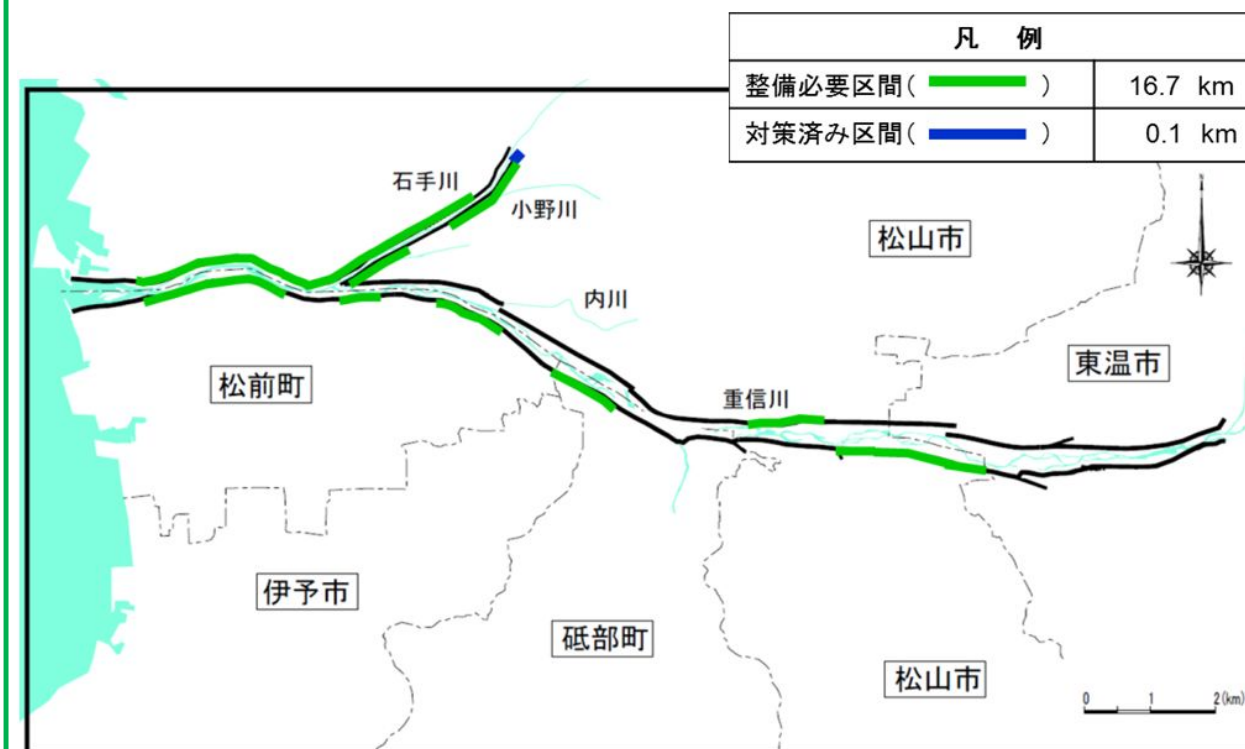 凡 例
整備必要区間( ) 16.7 km
対策済み区間( ) 0.1 km
石手川
小野川
松山市
内川
東温市
松前町
重信川
伊予市
砥部町
松山市
0 1 2(km)